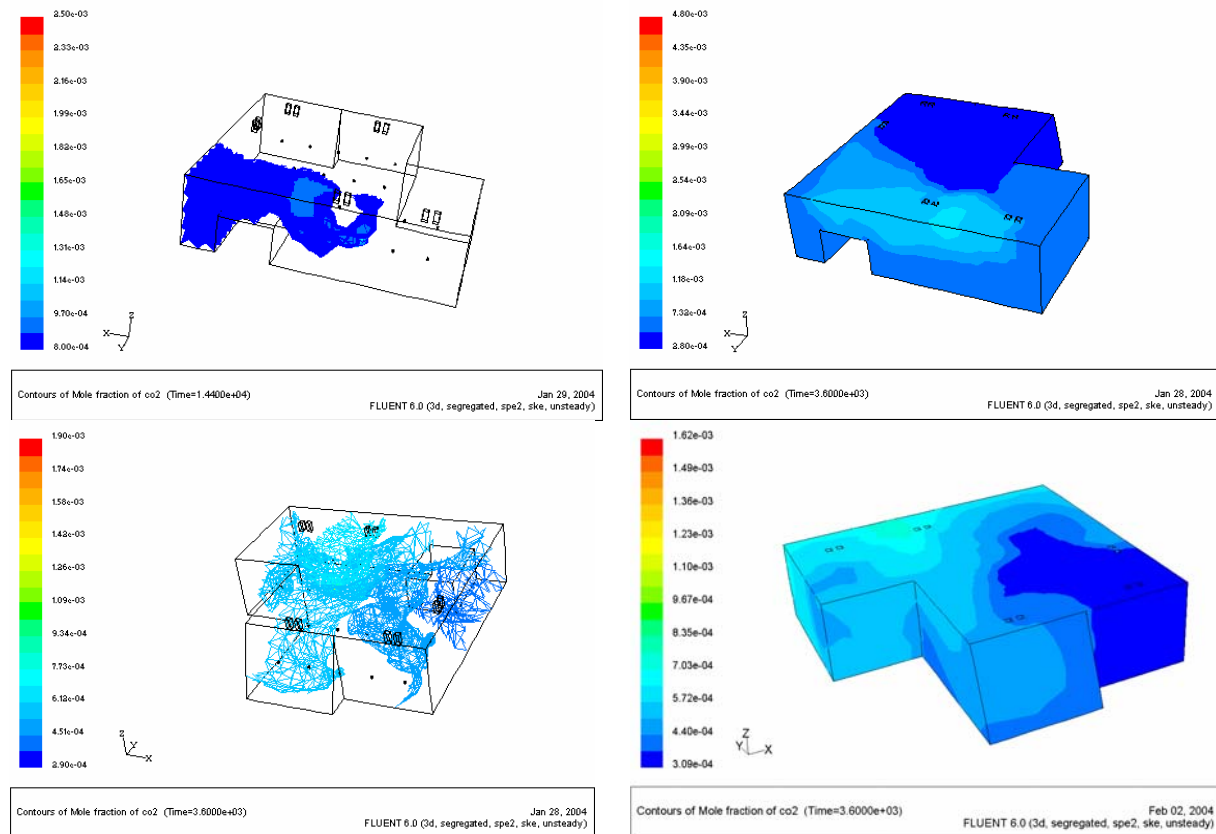 2.50e-03
2.33e-03
2.16e-03
1.99e-03
1.82e-03
1.65e-03
1.48e-03
1.31e-03
1.14e-03
9.70e-04
8.00e-04
Z
X
Y
Contours of Mole fraction of co2 (Time=1.4400e+04)
Jan 29, 2004
FLUENT 6.0 (3d, segregated, spe2, ske, unsteady)
4.80e-03
4.35e-03
3.90e-03
3.44e-03
2.99e-03
2.54e-03
2.09e-03
1.64e-03
1.18e-03
7.32e-04
2.80e-04
Z
X
Y
Contours of Mole fraction of co2 (Time=3.6000e+03)
Jan 28, 2004
FLUENT 6.0 (3d, segregated, spe2, ske, unsteady)
1.90e-03
1.74e-03
1.58e-03
1.42e-03
1.26e-03
1.09e-03
9.34e-04
7.73e-04
6.12e-04
4.51e-04
2.90e-04
Z
Y
X
Contours of Mole fraction of co2 (Time=3.6000e+03)
Jan 28, 2004
FLUENT 6.0 (3d, segregated, spe2, ske, unsteady)
1.62e-03
1.49e-03
1.36e-03
1.23e-03
1.10e-03
9.67e-04
8.35e-04
7.03e-04
5.72e-04
4.40e-04
3.09e-04
Z
Y X
Contours of Mole fraction of co2 (Time=3.6000e+03)
Feb 02, 2004
FLUENT 6.0 (3d, segregated, spe2, ske, unsteady)